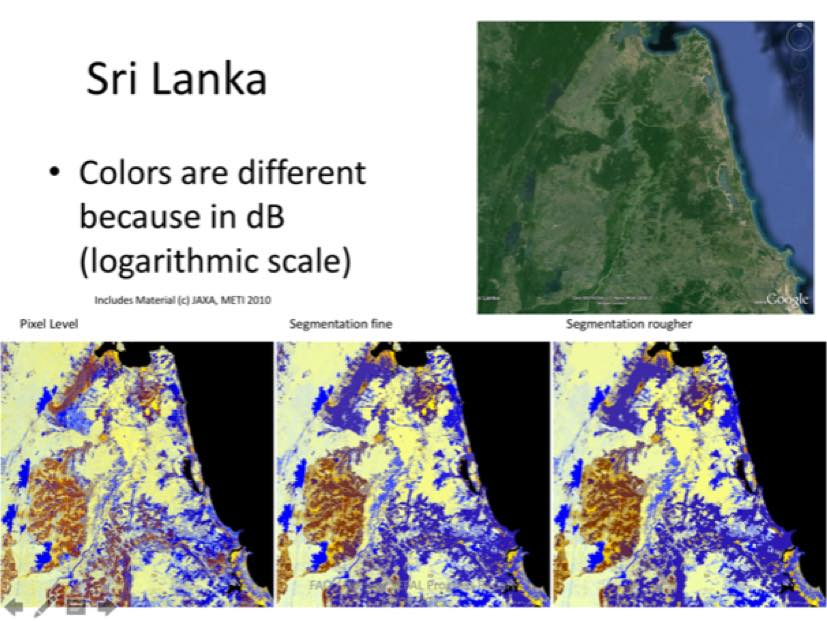 Sri Lanka
• Colors are different
because in dB
(logarithmic scale)
Includes Material (c) JAXA, METI 2010
Google
Pixel Level
Segmentation fine
Segmentation rougher